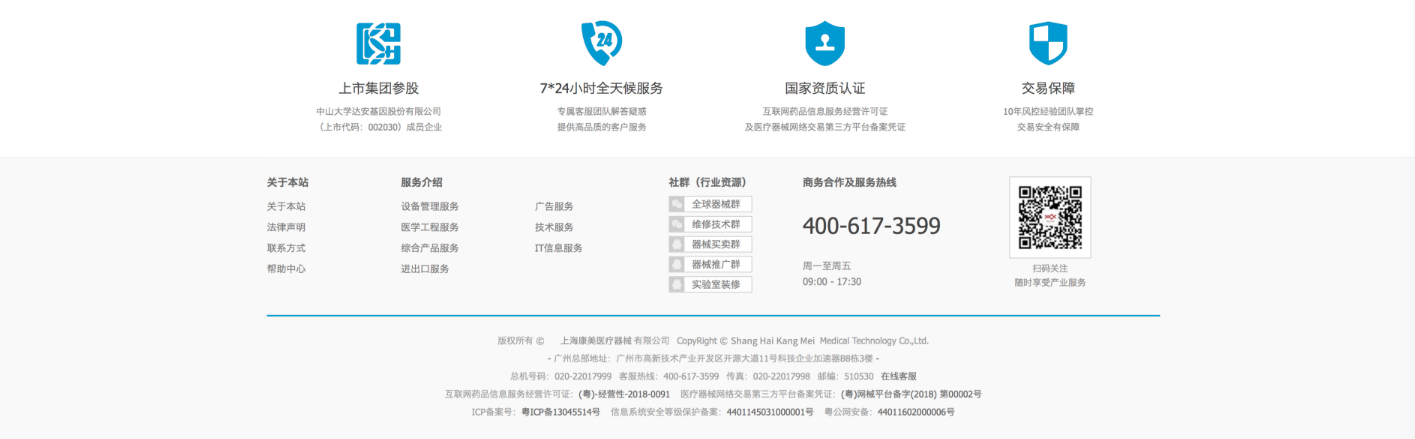 24
上市集团参股
中山大学达安基因股份有限公司
（上市代码：002030）成员企业
7*24小时全天候服务
专属客服团队解答疑惑
提供高品质的客户服务
国家资质认证
互联网药品信息服务经营许可证
及医疗器械网络交易第三方平台备案凭证
交易保障
10年风控经验团队掌控
交易安全有保障
关于本站
关于本站
法律声明
联系方式
帮助中心
服务介绍
设备管理服务
医学工程服务
综合产品服务
进出口服务
广告服务
技术服务
IT信息服务
社群（行业资源）
全球器械群
维修技术群
器械买卖群
器械推广群
实验室装修
商务合作及服务热线
400-617-3599
周一至周五
09:00 - 17:30
扫码关注
随时享受产业服务
版权所有 © 上海康美医疗器械 有限公司 CopyRight © Shang Hai Kang Mei Medical Technology Co.,Ltd.
- 广州总部地址：广州市高新技术产业开发区开源大道11号科技企业加速器B8栋3楼 -
总机号码：020-22017999 客服热线：400-617-3599 传真：020-22017998 邮编：510530 在线客服
互联网药品信息服务经营许可证：(粤)-经营性-2018-0091 医疗器械网络交易第三方平台备案凭证：(粤)网械平台备字(2018) 第00002号
ICP备案号：粤ICP备13045514号 信息系统安全等级保护备案：4401145031000001号 粤公网安备：44011602000006号